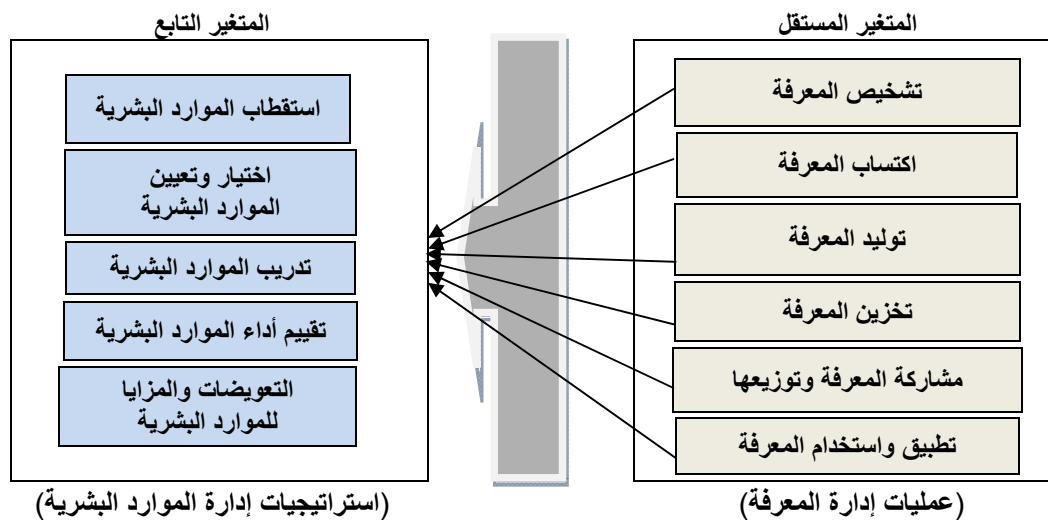 المتغير المستقل
تشخيص المعرفة
اكتساب المعرفة
توليد المعرفة
تخزين المعرفة
مشاركة المعرفة وتوزيعها
تطبيق واستخدام المعرفة
(عمليات إدارة المعرفة)
المتغير التابع
استقطاب الموارد البشرية
اختيار وتعيين
الموارد البشرية
تدريب الموارد البشرية
تقييم أداء الموارد البشرية
التعويضات والمزايا
للموارد البشرية
(استراتيجيات إدارة الموارد البشرية)